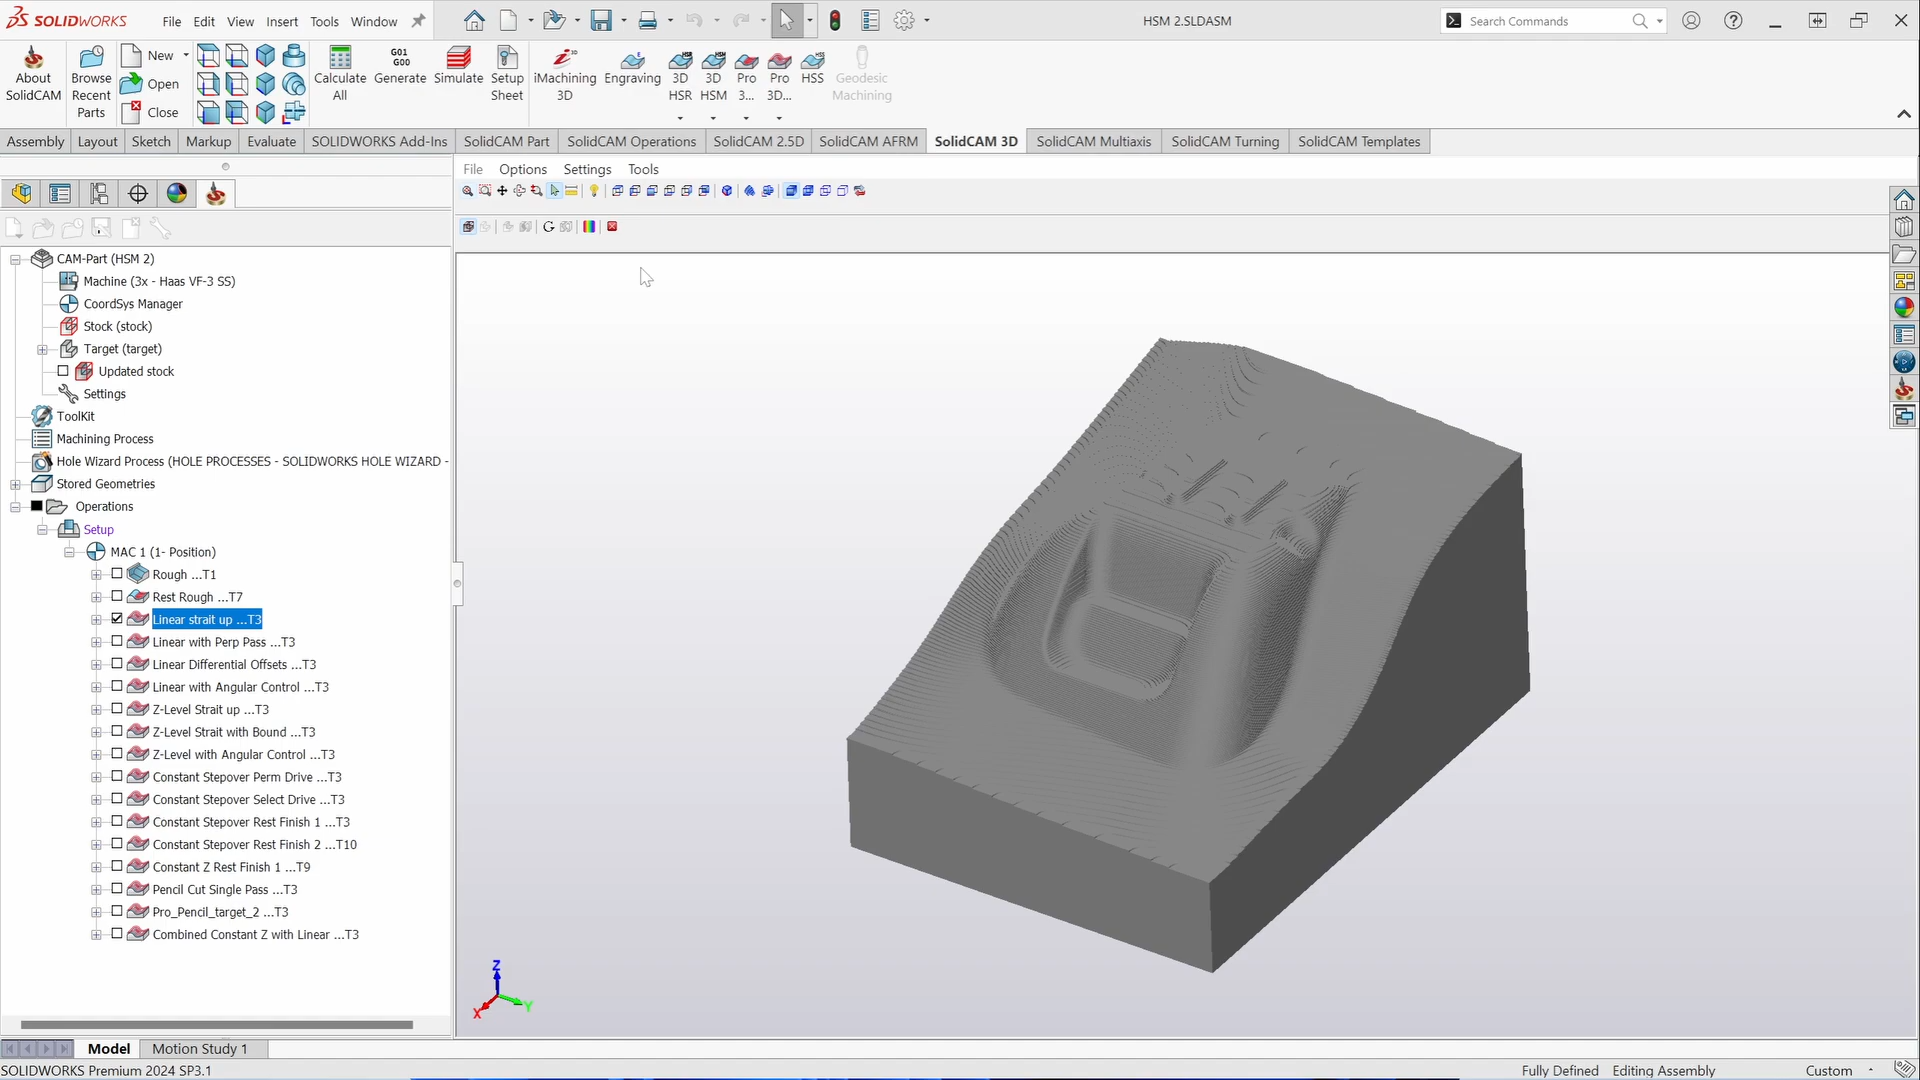 SOLIDWORKS
File Edit View Insert Tools Window
HSM 2.SLDASM
Search Commands
About SolidCAM
Browse Recent Parts
New
Open
Close
Calculate All
G01 G00
Generate
Simulate
Setup Sheet
iMachining 3D
Engraving
3D HSR
3D HSM
Pro 3...
Pro 3D...
HSS
Geodesic Machining
Assembly Layout Sketch Markup Evaluate SOLIDWORKS Add-Ins SolidCAM Part SolidCAM Operations SolidCAM 2.5D SolidCAM AFRM SolidCAM 3D SolidCAM Multiaxis SolidCAM Turning SolidCAM Templates
File Options Settings Tools
CAM-Part (HSM 2)
Machine (3x - Haas VF-3 SS)
CoordSys Manager
Stock (stock)
Target (target)
Updated stock
Settings
ToolKit
Machining Process
Hole Wizard Process (HOLE PROCESSES - SOLIDWORKS HOLE WIZARD -
Stored Geometries
Operations
Setup
MAC 1 (1- Position)
Rough ...T1
Rest Rough ...T7
Linear strait up ...T3
Linear with Perp Pass ...T3
Linear Differential Offsets ...T3
Linear with Angular Control ...T3
Z-Level Strait up ...T3
Z-Level Strait with Bound ...T3
Z-Level with Angular Control ...T3
Constant Stepover Perm Drive ...T3
Constant Stepover Select Drive ...T3
Constant Stepover Rest Finish 1 ...T3
Constant Stepover Rest Finish 2 ...T10
Constant Z Rest Finish 1 ...T9
Pencil Cut Single Pass ...T3
Pro_Pencil_target_2 ...T3
Combined Constant Z with Linear ...T3
Z
X
Y
Model Motion Study 1
SOLIDWORKS Premium 2024 SP3.1
Fully Defined Editing Assembly Custom